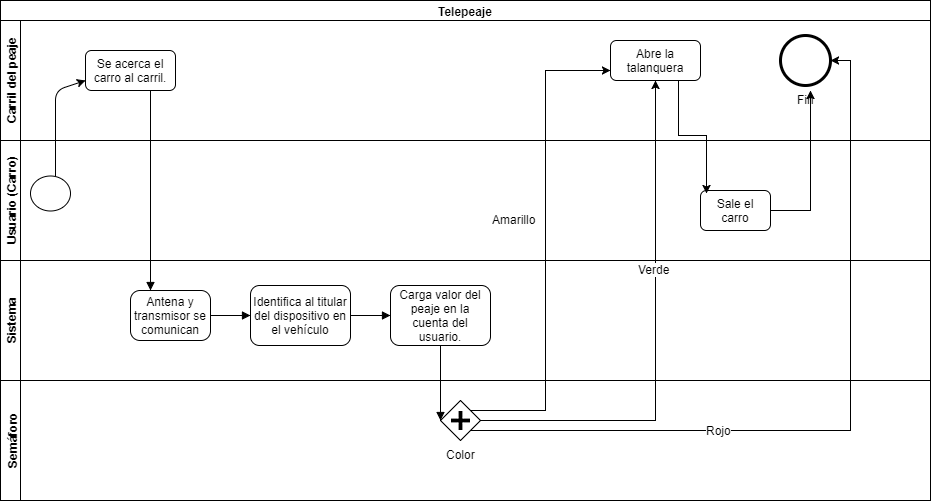 Telepeaje
Carril del peaje
Se acerca el
carro al carril.
Abre la
talanquera
Fin
Usuario (Carro)
Amarillo
Sale el
carro
Verde
Sistema
Antena y
transmisor se
comunican
Identifica al titular
del dispositivo en
el vehículo
Carga valor del
peaje en la
cuenta del
usuario.
Semáforo
Color
Rojo